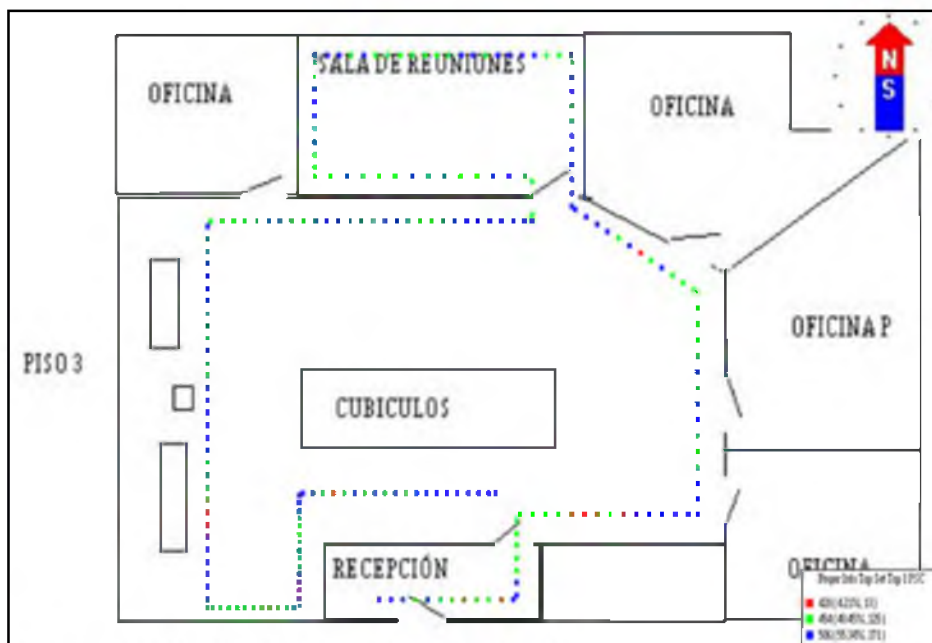 N
S
SALA DE REUNIONES
OFICINA
OFICINA
OFICINA P
PISO 3
CUBICULOS
RECEPCIÓN
OFICINA